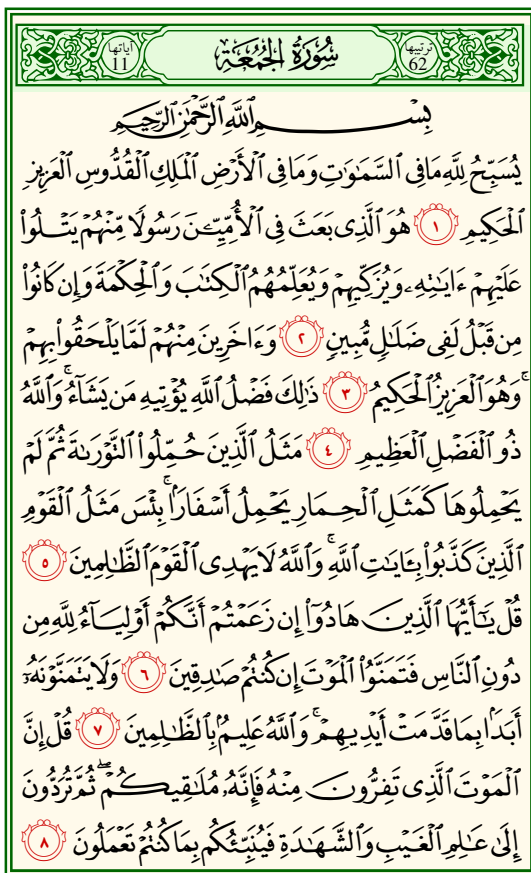 ترتيبها 62 سُورَةُ الجُمُعَةِ آياتها 11
بِسْمِ ٱللَّهِ ٱلرَّحْمَٰنِ ٱلرَّحِيمِ
يُسَبِّحُ لِلَّهِ مَا فِى ٱلسَّمَٰوَٰتِ وَمَا فِى ٱلْأَرْضِ ٱلْمَلِكِ ٱلْقُدُّوسِ ٱلْعَزِيزِ
ٱلْحَكِيمِ ١ هُوَ ٱلَّذِى بَعَثَ فِى ٱلْأُمِّيِّـۧنَ رَسُولًا مِّنْهُمْ يَتْلُوا۟
عَلَيْهِمْ ءَايَٰتِهِۦ وَيُزَكِّيهِمْ وَيُعَلِّمُهُمُ ٱلْكِتَٰبَ وَٱلْحِكْمَةَ وَإِن كَانُوا۟
مِن قَبْلُ لَفِى ضَلَٰلٍ مُّبِينٍ ٢ وَءَاخَرِينَ مِنْهُمْ لَمَّا يَلْحَقُوا۟ بِهِمْ
ۚ وَهُوَ ٱلْعَزِيزُ ٱلْحَكِيمُ ٣ ذَٰلِكَ فَضْلُ ٱللَّهِ يُؤْتِيهِ مَن يَشَآءُ ۚ وَٱللَّهُ
ذُو ٱلْفَضْلِ ٱلْعَظِيمِ ٤ مَثَلُ ٱلَّذِينَ حُمِّلُوا۟ ٱلتَّوْرَىٰةَ ثُمَّ لَمْ
يَحْمِلُوهَا كَمَثَلِ ٱلْحِمَارِ يَحْمِلُ أَسْفَارًۢا ۚ بِئْسَ مَثَلُ ٱلْقَوْمِ
ٱلَّذِينَ كَذَّبُوا۟ بِـَٔايَٰتِ ٱللَّهِ ۚ وَٱللَّهُ لَا يَهْدِى ٱلْقَوْمَ ٱلظَّٰلِمِينَ ٥
قُلْ يَٰٓأَيُّهَا ٱلَّذِينَ هَادُوٓا۟ إِن زَعَمْتُمْ أَنَّكُمْ أَوْلِيَآءُ لِلَّهِ مِن
دُونِ ٱلنَّاسِ فَتَمَنَّوُا۟ ٱلْمَوْتَ إِن كُنتُمْ صَٰدِقِينَ ٦ وَلَا يَتَمَنَّوْنَهُۥٓ
أَبَدًۢا بِمَا قَدَّمَتْ أَيْدِيهِمْ ۚ وَٱللَّهُ عَلِيمٌۢ بِٱلظَّٰلِمِينَ ٧ قُلْ إِنَّ
ٱلْمَوْتَ ٱلَّذِى تَفِرُّونَ مِنْهُ فَإِنَّهُۥ مُلَٰقِيكُمْ ۖ ثُمَّ تُرَدُّونَ
إِلَىٰ عَٰلِمِ ٱلْغَيْبِ وَٱلشَّهَٰدَةِ فَيُنَبِّئُكُم بِمَا كُنتُمْ تَعْمَلُونَ ٨